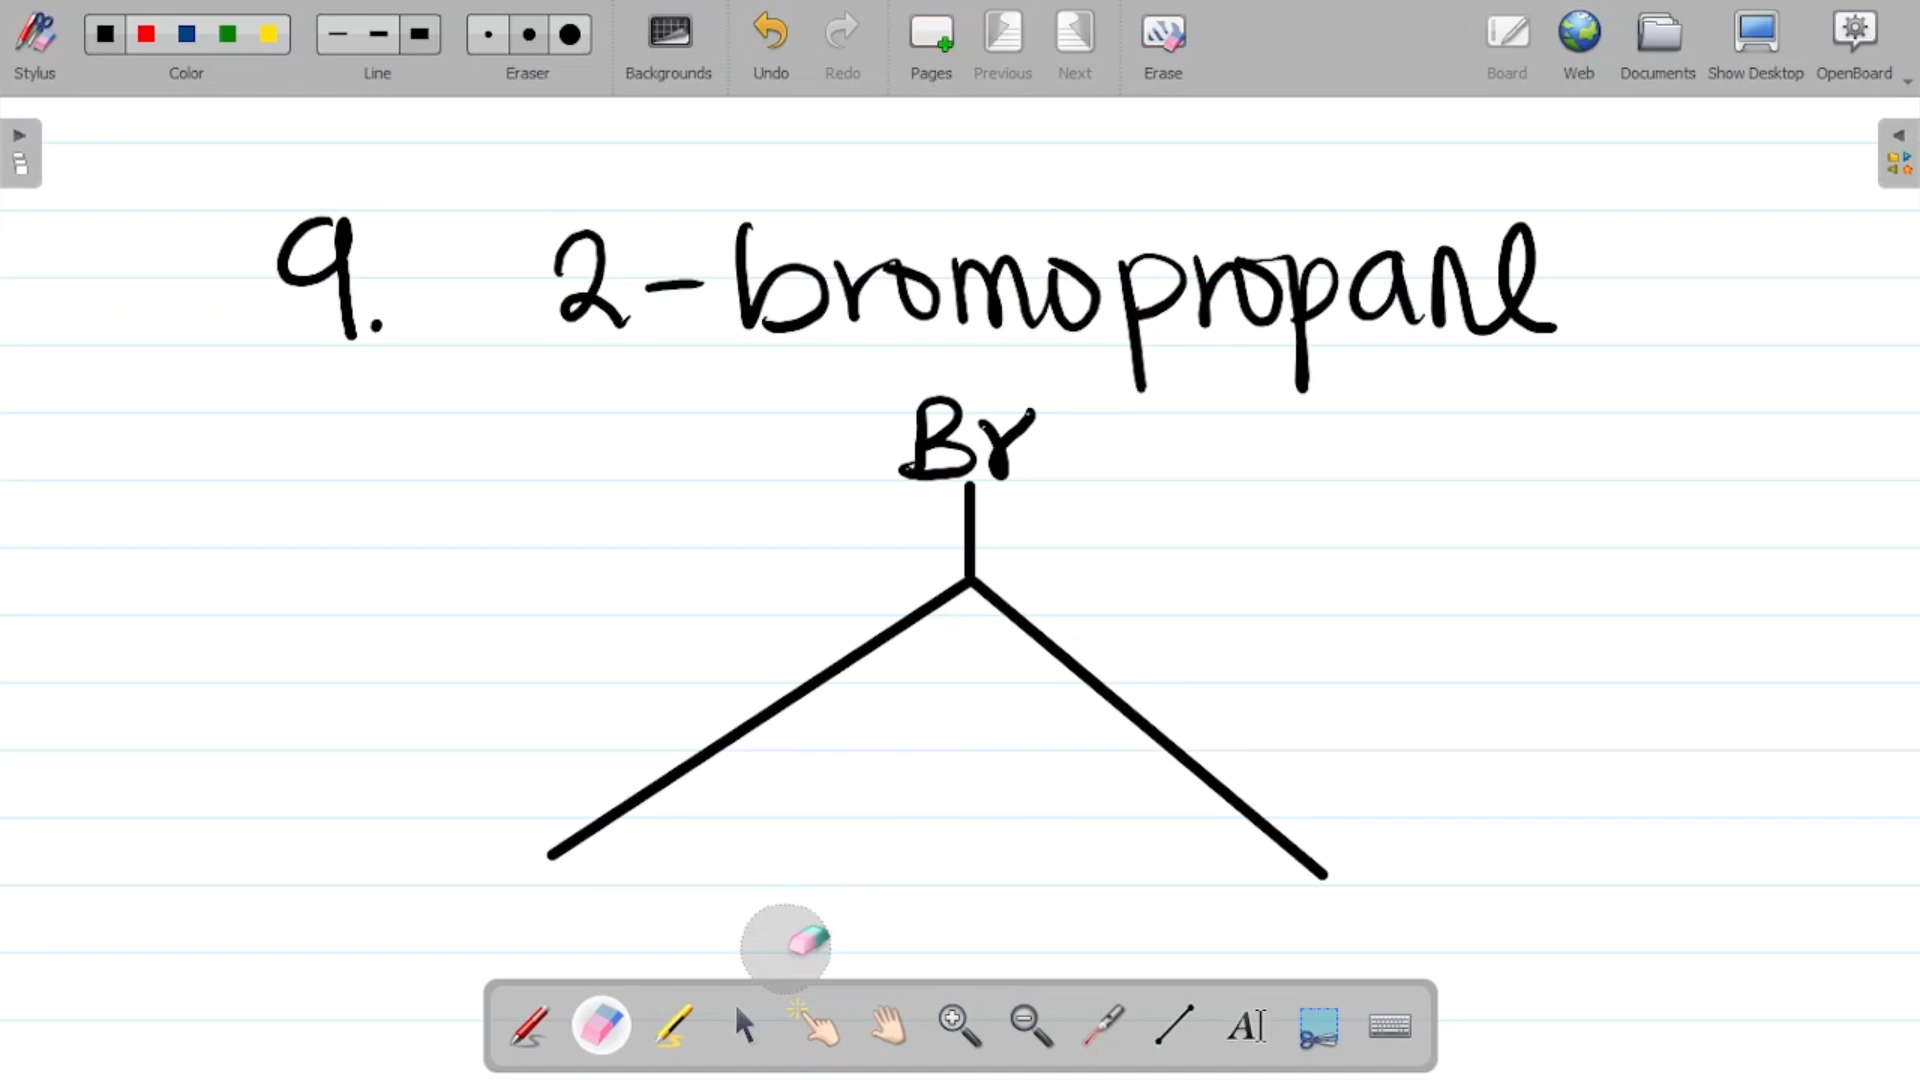 Stylus Color Line Eraser Backgrounds Undo Redo Pages Previous Next Erase Board Web Documents Show Desktop OpenBoard
9. 2-bromopropane
Br
A